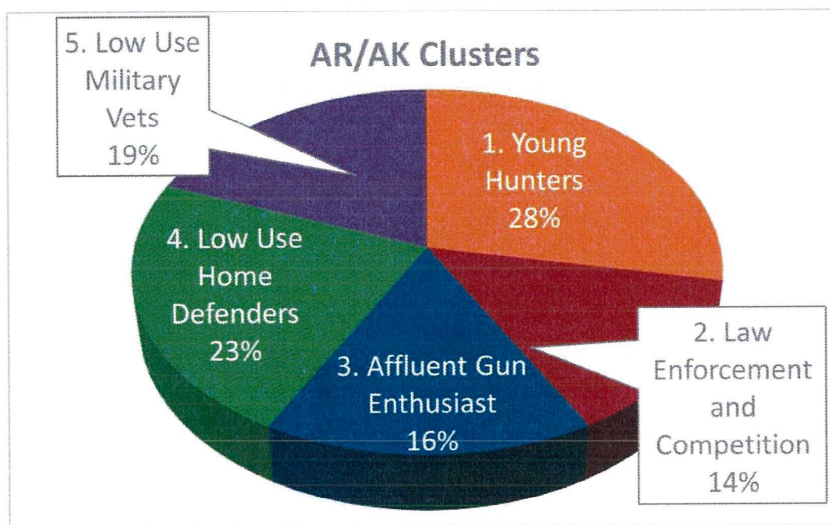 AR/AK Clusters
1. Young
Hunters
28%
2. Law
Enforcement
and
Competition
14%
3. Affluent Gun
Enthusiast
16%
4. Low Use
Home
Defenders
23%
5. Low Use
Military
Vets
19%